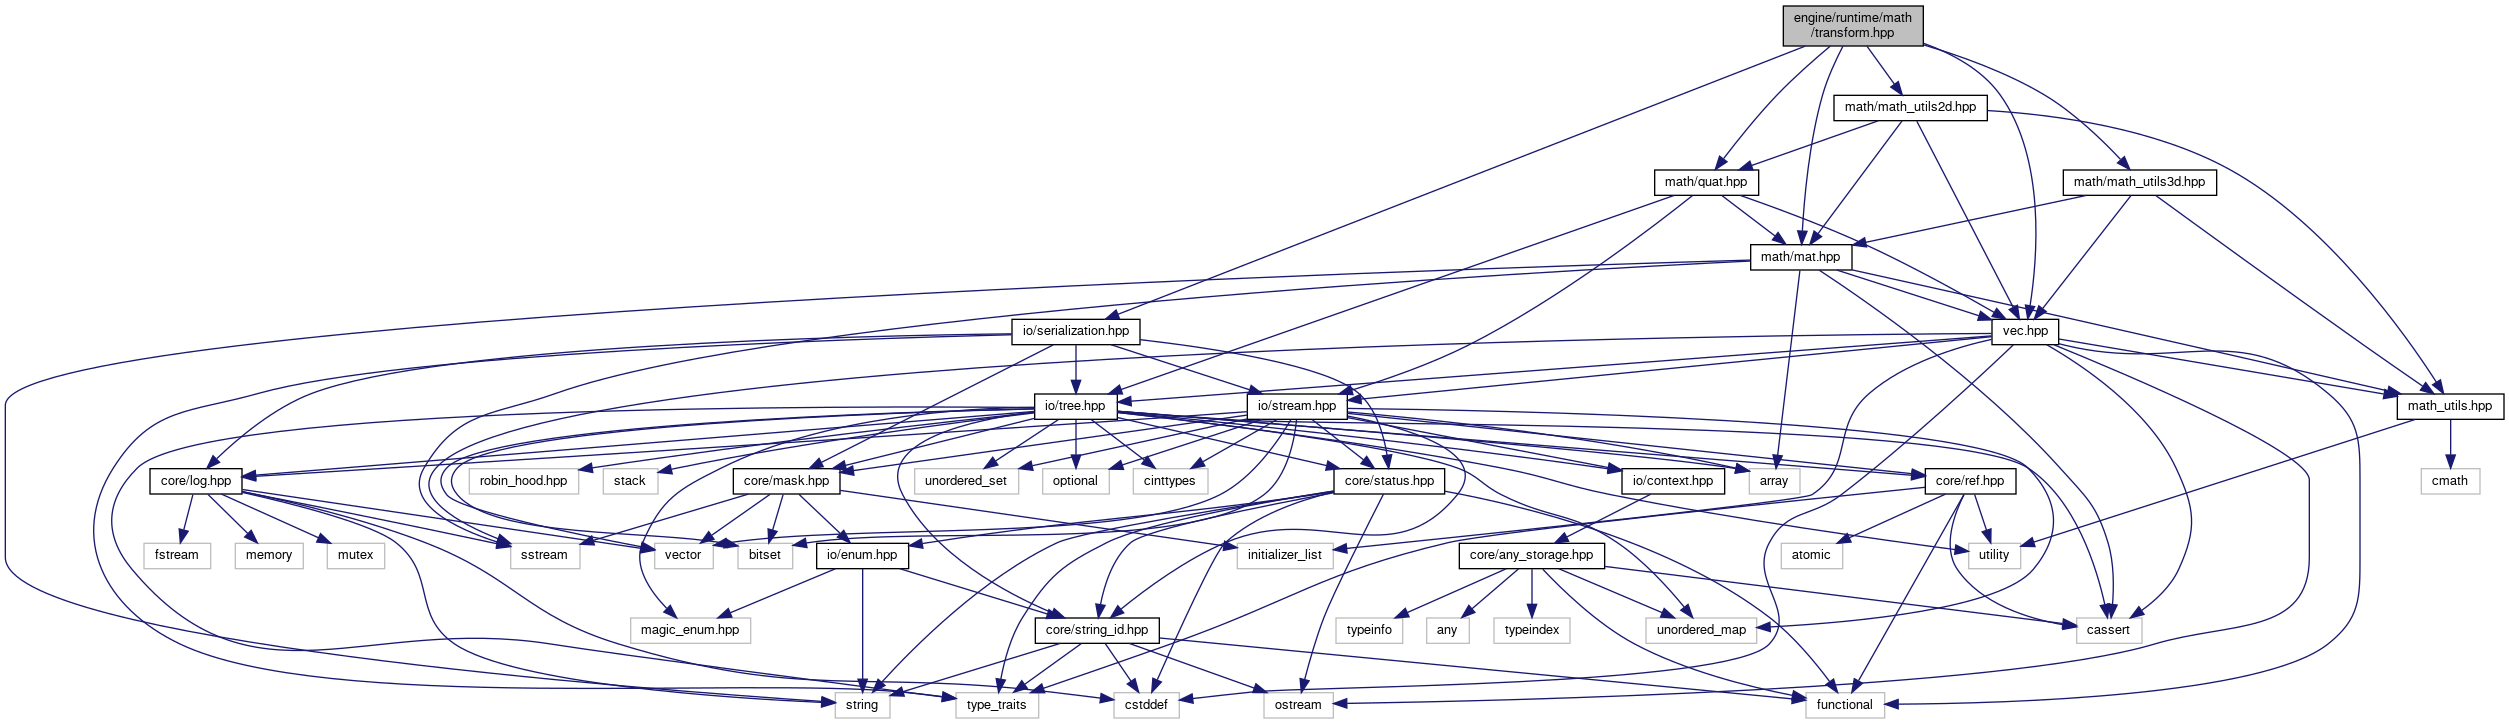 engine/runtime/math
/transform.hpp
math/math_utils2d.hpp
math/quat.hpp
math/math_utils3d.hpp
math/mat.hpp
io/serialization.hpp
vec.hpp
io/tree.hpp
io/stream.hpp
math_utils.hpp
core/log.hpp
robin_hood.hpp
stack
core/mask.hpp
unordered_set
optional
cinttypes
core/status.hpp
io/context.hpp
array
core/ref.hpp
cmath
fstream
memory
mutex
sstream
vector
bitset
io/enum.hpp
initializer_list
core/any_storage.hpp
atomic
utility
magic_enum.hpp
core/string_id.hpp
typeinfo
any
typeindex
unordered_map
cassert
string
type_traits
cstddef
ostream
functional